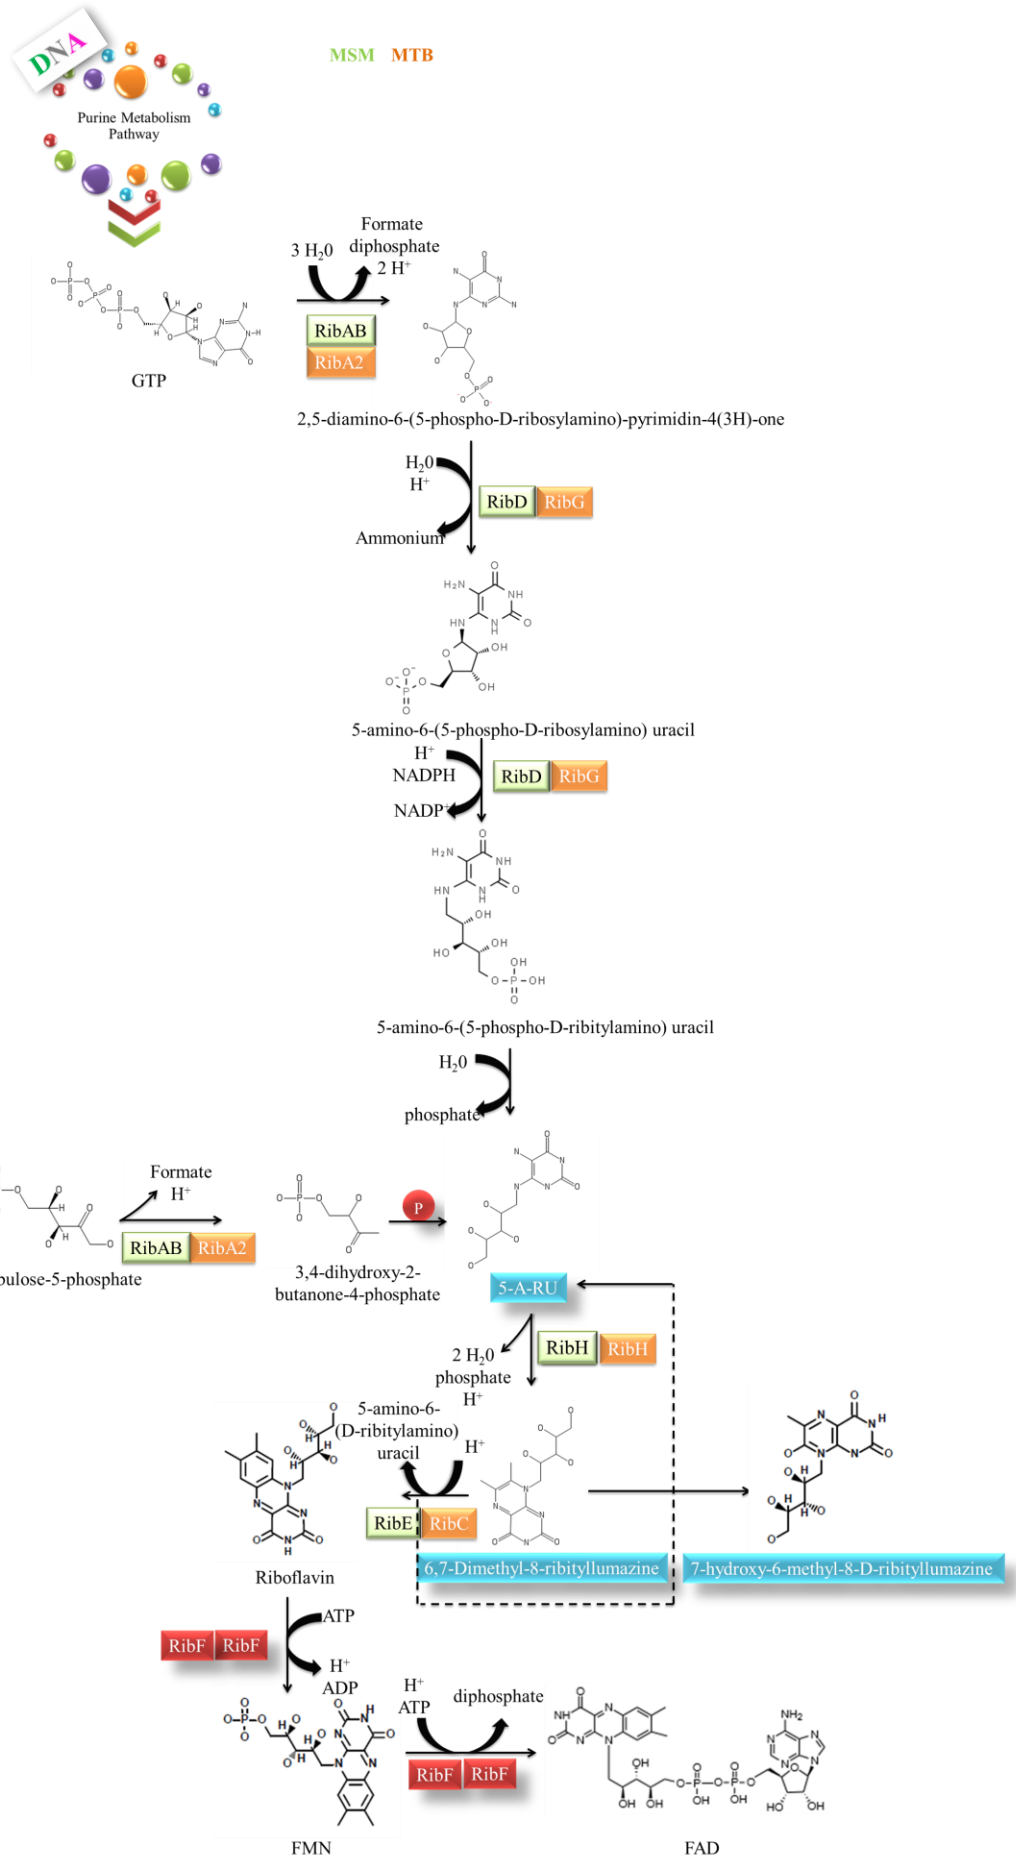 DNA
MSM MTB
Purine Metabolism
Pathway
3 H₂0
Formate
diphosphate
2 H⁺
RibAB
RibA2
GTP
2,5-diamino-6-(5-phospho-D-ribosylamino)-pyrimidin-4(3H)-one
H₂0
H⁺
RibD RibG
Ammonium
5-amino-6-(5-phospho-D-ribosylamino) uracil
H⁺
NADPH
RibD RibG
NADP⁺
5-amino-6-(5-phospho-D-ribitylamino) uracil
H₂0
phosphate
Formate
H⁺
RibAB RibA2
bulose-5-phosphate
P
3,4-dihydroxy-2-
butanone-4-phosphate
5-A-RU
RibH RibH
2 H₂0
phosphate
H⁺
5-amino-6-
(D-ribitylamino)
uracil
H⁺
RibE RibC
Riboflavin
6,7-Dimethyl-8-ribityllumazine
7-hydroxy-6-methyl-8-D-ribityllumazine
ATP
RibF RibF
H⁺
ADP
H⁺
ATP
diphosphate
RibF RibF
FMN
FAD